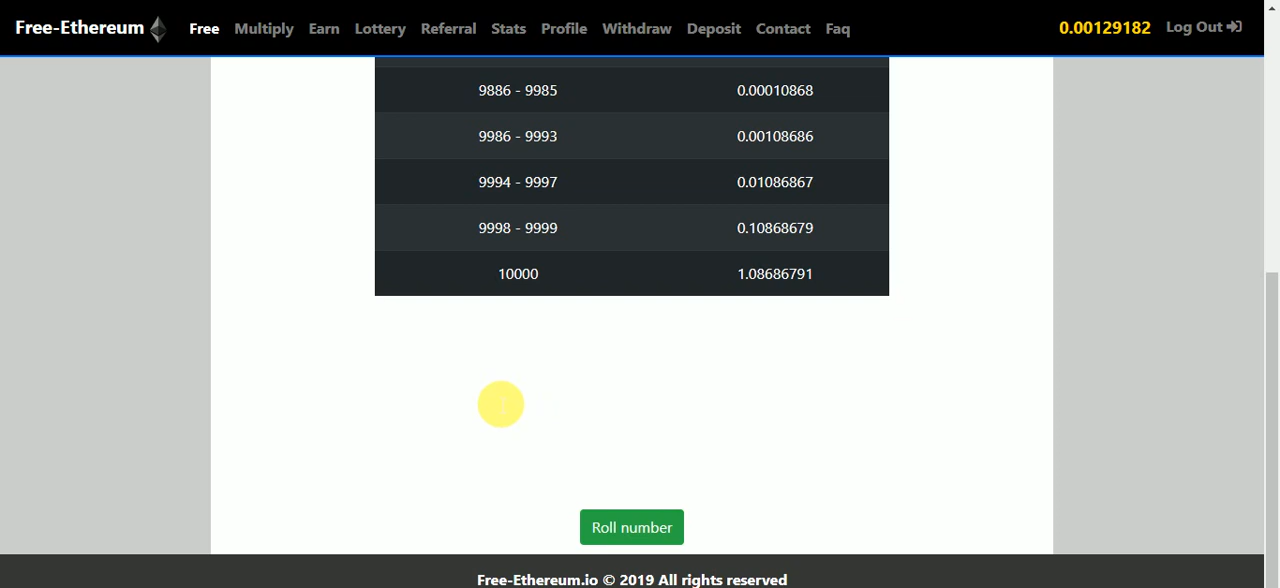 Free-Ethereum Free Multiply Earn Lottery Referral Stats Profile Withdraw Deposit Contact Faq 0.00129182 Log Out
9886 - 9985 0.00010868
9986 - 9993 0.00108686
9994 - 9997 0.01086867
9998 - 9999 0.10868679
10000 1.08686791
Roll number
Free-Ethereum.io © 2019 All rights reserved